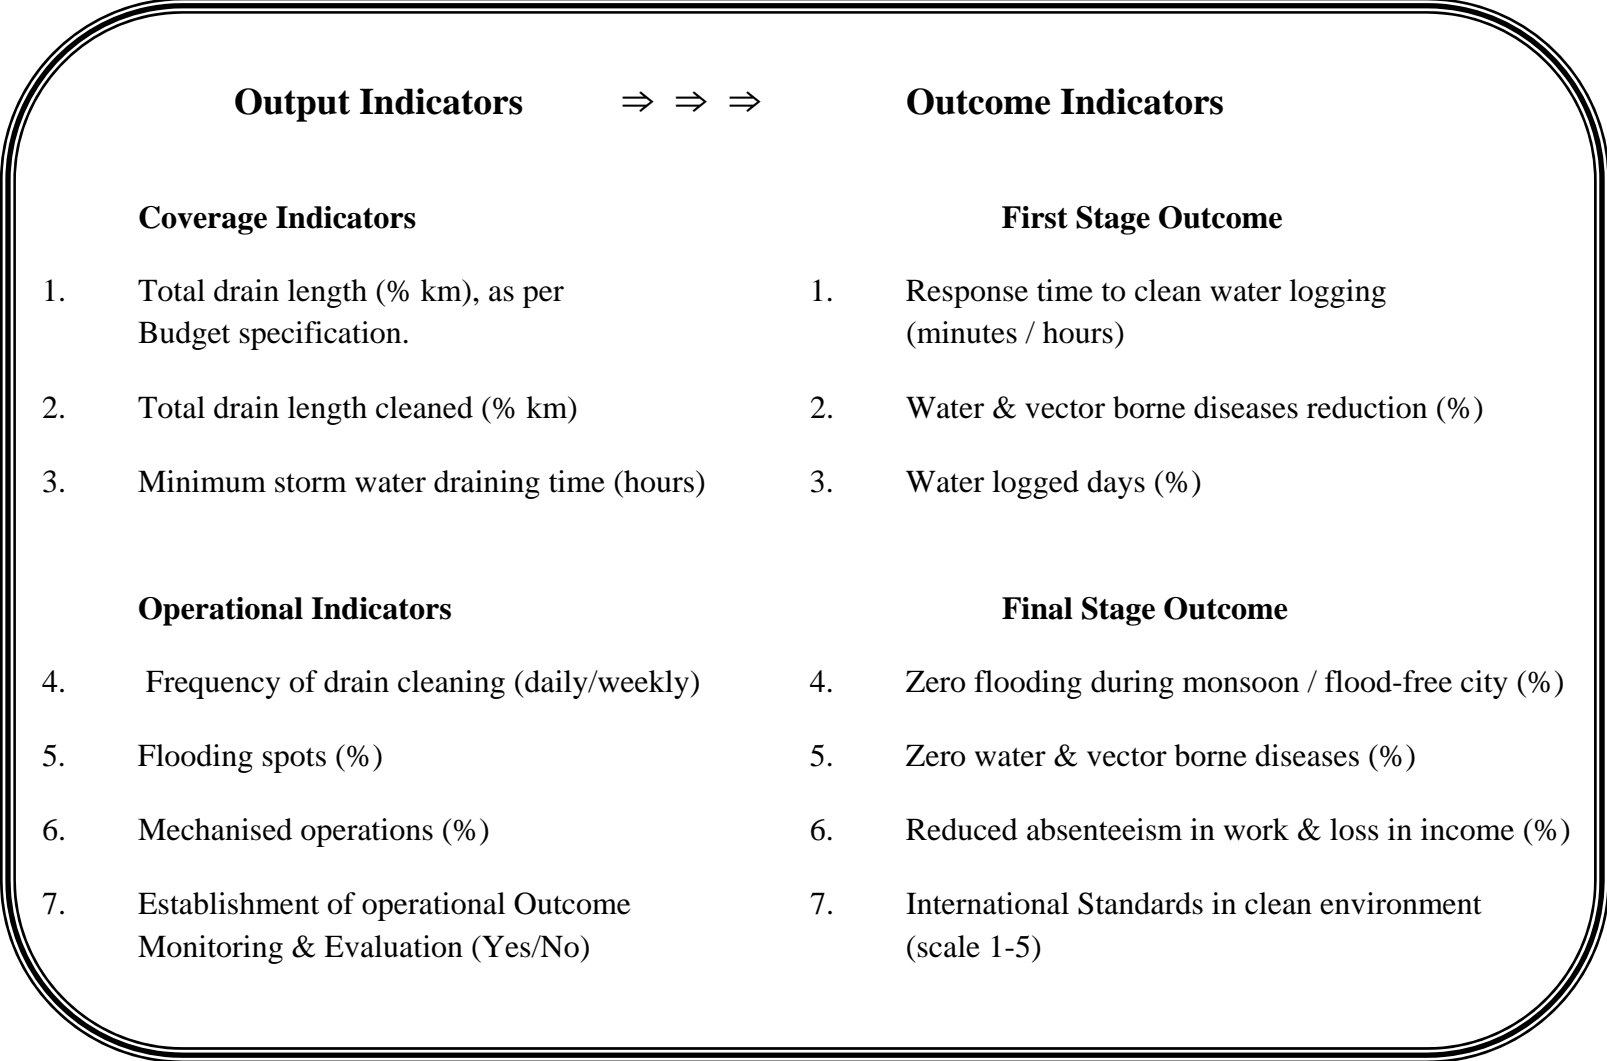 Output Indicators ⇒ ⇒ ⇒ Outcome Indicators
Coverage Indicators
1. Total drain length (% km), as per
Budget specification.
2. Total drain length cleaned (% km)
3. Minimum storm water draining time (hours)
Operational Indicators
4. Frequency of drain cleaning (daily/weekly)
5. Flooding spots (%)
6. Mechanised operations (%)
7. Establishment of operational Outcome
Monitoring & Evaluation (Yes/No)
First Stage Outcome
1. Response time to clean water logging
(minutes / hours)
2. Water & vector borne diseases reduction (%)
3. Water logged days (%)
Final Stage Outcome
4. Zero flooding during monsoon / flood-free city (%)
5. Zero water & vector borne diseases (%)
6. Reduced absenteeism in work & loss in income (%)
7. International Standards in clean environment
(scale 1-5)